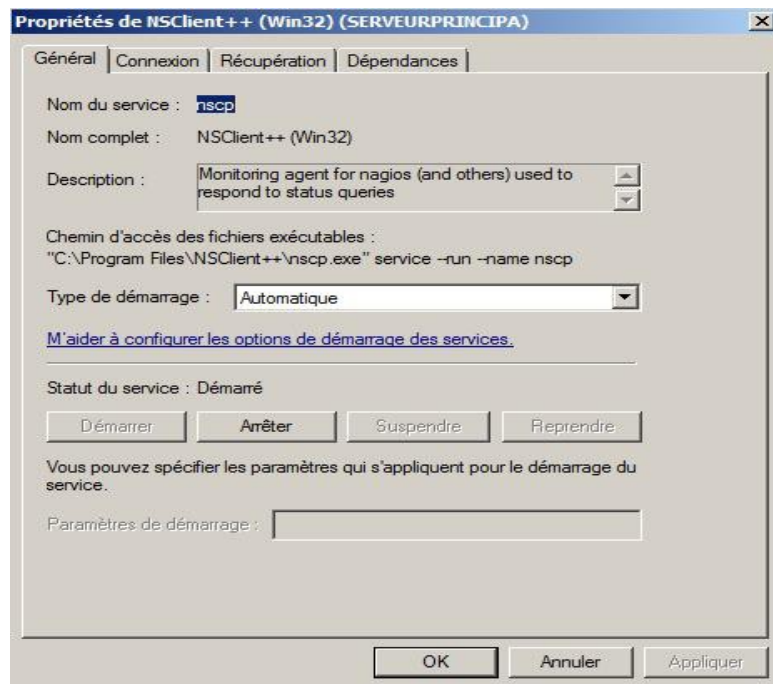 Propriétés de NSClient++ (Win32) (SERVEURPRINCIPA)
Général Connexion Récupération Dépendances
Nom du service : nscp
Nom complet : NSClient++ (Win32)
Description : Monitoring agent for nagios (and others) used to
respond to status queries
Chemin d'accès des fichiers exécutables :
"C:\Program Files\NSClient++\nscp.exe" service --run --name nscp
Type de démarrage : Automatique
M'aider à configurer les options de démarrage des services.
Statut du service : Démarré
Démarrer Arrêter Suspendre Reprendre
Vous pouvez spécifier les paramètres qui s'appliquent pour le démarrage du
service.
Paramètres de démarrage :
OK Annuler Appliquer